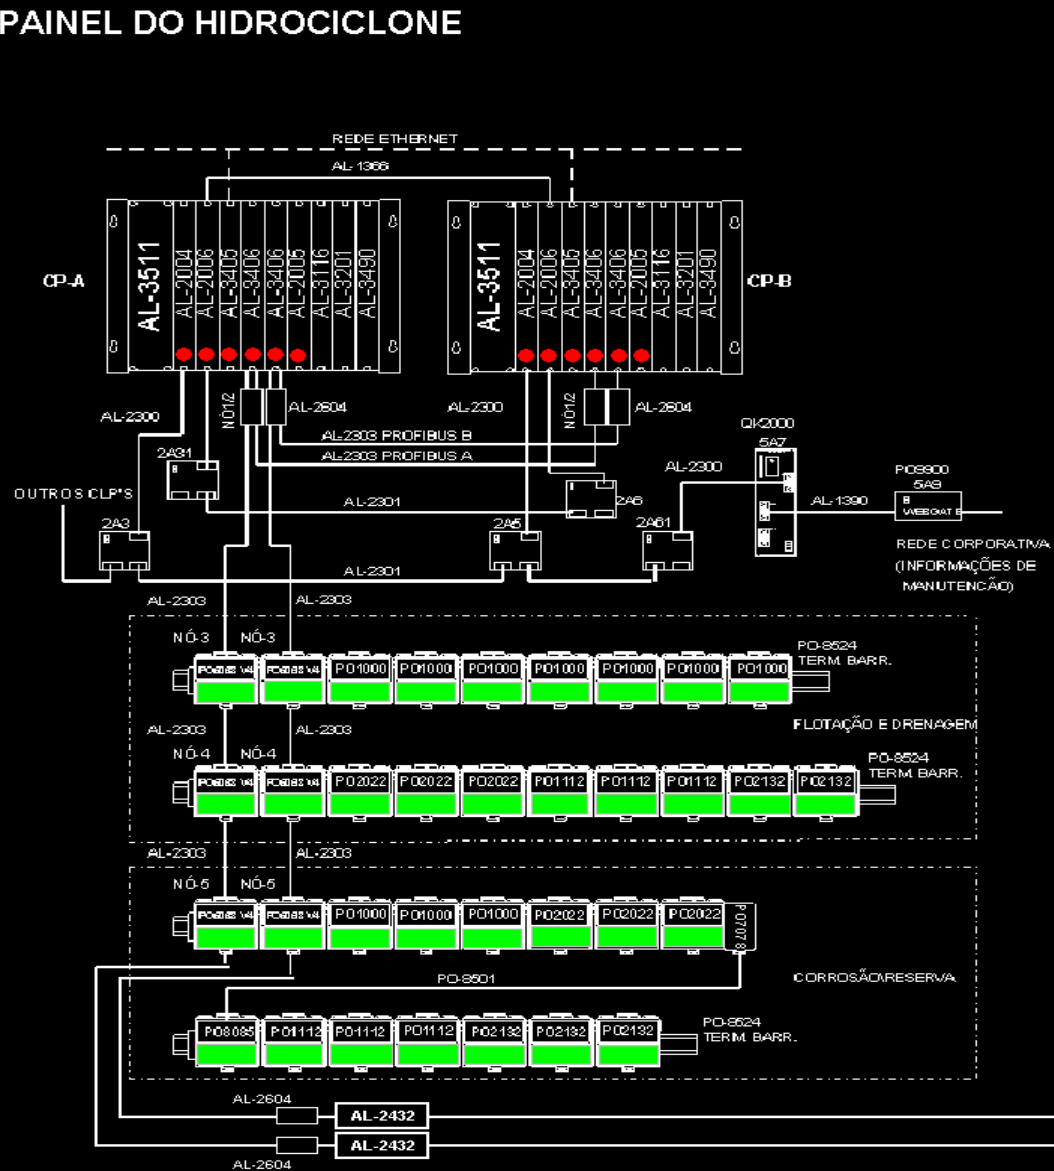 PAINEL DO HIDROCICLONE
REDE ETHERNET
AL-1366
CP-A
AL-3511
AL-2004
AL-2006
AL-3405
AL-3406
AL-3406
AL-2005
AL-3116
AL-3201
AL-3490
AL-3511
AL-2004
AL-2006
AL-3405
AL-3406
AL-3406
AL-2005
AL-3116
AL-3201
AL-3490
CP-B
AL-2300
NÓ1/2
AL-2604
AL-2300
NÓ1/2
AL-2604
AL-2303 PROFIBUS B
AL-2303 PROFIBUS A
QK2000
5A7
2A31
AL-2300
PO9900
5A9
OUTROS CLP'S
AL-2301
2A6
AL-1390
WEBGATE
2A3
2A5
2A61
REDE CORPORATIVA
(INFORMAÇÕES DE
MANUTENCÃO)
AL-2301
AL-2303
AL-2303
NÓ-3
NÓ-3
PO-8524
TERM. BARR.
PO1000
PO1000
PO1000
PO1000
PO1000
PO1000
PO1000
AL-2303
AL-2303
FLOTAÇÃO E DRENAGEM
NÓ-4
NÓ-4
PO-8524
TERM. BARR.
PO2022
PO2022
PO2022
PO1112
PO1112
PO1112
PO2132
PO2132
AL-2303
AL-2303
NÓ-5
NÓ-5
PO1000
PO1000
PO1000
PO2022
PO2022
PO2022
PO7078
PO-8501
CORROSÃO\RESERVA
PO8085
PO1112
PO1112
PO1112
PO2132
PO2132
PO2132
PO-8524
TERM. BARR.
AL-2604
AL-2432
AL-2432
AL-2604